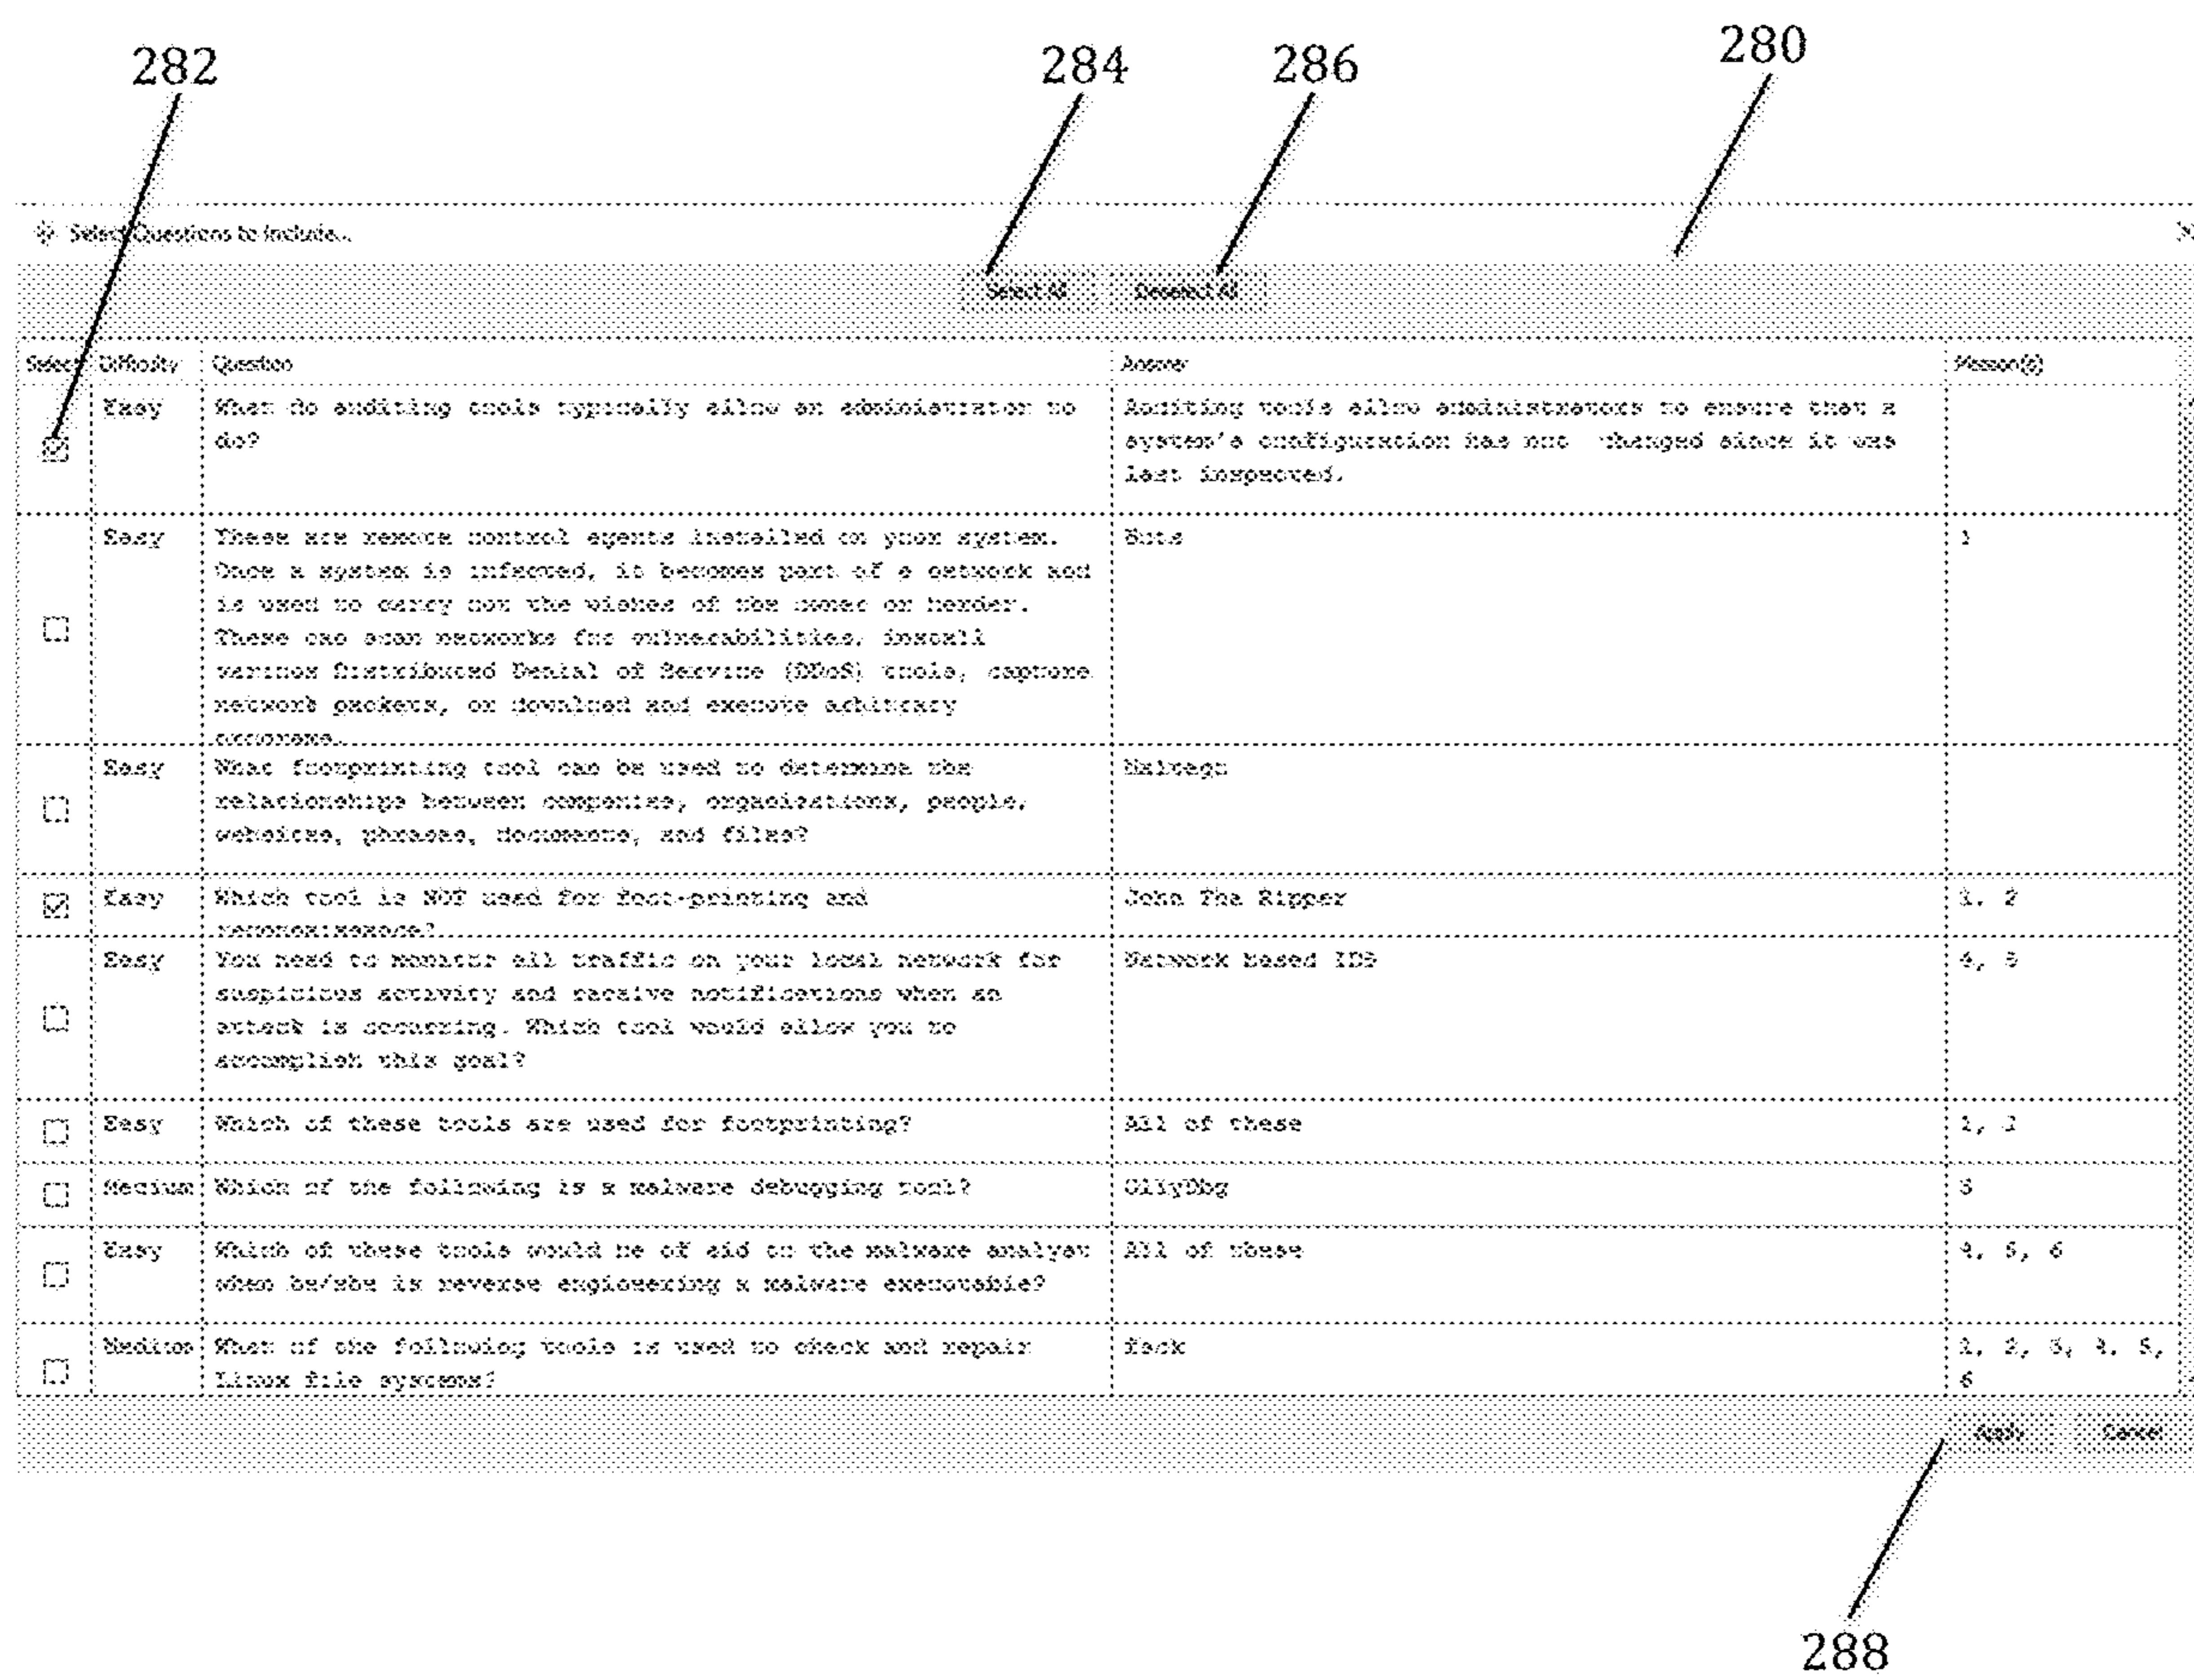 282
284
286
280
Select Questions to Include...
Select All
Deselect All
Select
Difficulty
Question
Answer
Mission(s)
Easy
What do auditing tools typically allow an administrator to
do?
Auditing tools allow administrators to ensure that a
system's configuration has not changed since it was
last inspected.
Easy
These are remote control agents installed on your system.
Once a system is infected, it becomes part of a network and
is used to carry out the wishes of the owner or herder.
These can scan networks for vulnerabilities, install
various Distributed Denial of Service (DDoS) tools, capture
network packets, or download and execute arbitrary
programs.
Bots
1
Easy
What footprinting tool can be used to determine the
relationships between companies, organizations, people,
websites, phrases, documents, and files?
Maltego
Easy
Which tool is NOT used for foot-printing and
reconnaissance?
John The Ripper
1, 2
Easy
You need to monitor all traffic on your local network for
suspicious activity and receive notifications when an
attack is occurring. Which tool would allow you to
accomplish this goal?
Network based IDS
4,
Easy
Which of these tools are used for footprinting?
All of these
1, 2
Medium
Which of the following is a malware debugging tool?
OllyDbg
Easy
Which of these tools would be of aid to the malware analyst
when he/she is reverse engineering a malware executable?
All of these
4, 5, 6
Medium
What of the following tools is used to check and repair
Linux file systems?
fsck
1, 2, 3, 4, 5,
6
Apply
Cancel
288